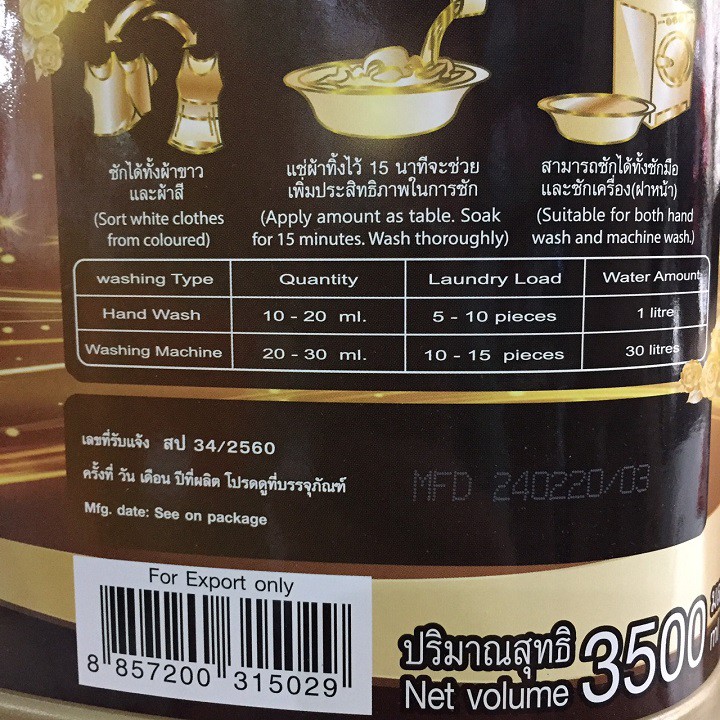 ซักได้ทั้งผ้าขาว
และผ้าสี
(Sort white clothes
from coloured)
แช่ผ้าทิ้งไว้ 15 นาทีจะช่วย
เพิ่มประสิทธิภาพในการซัก
(Apply amount as table. Soak
for 15 minutes. Wash thoroughly)
สามารถซักได้ทั้งซักมือ
และซักเครื่อง(ฝาหน้า)
(Suitable for both hand
wash and machine wash.)
washing Type Quantity Laundry Load Water Amount
Hand Wash 10 - 20 ml. 5 - 10 pieces 1 litre
Washing Machine 20 - 30 ml. 10 - 15 pieces 30 litres
เลขที่รับแจ้ง สป 34/2560
ครั้งที่ วัน เดือน ปีที่ผลิต โปรดดูที่บรรจุภัณฑ์
Mfg. date: See on package
MFD 240220/03
For Export only
8 857200 315029
ปริมาณสุทธิ
Net volume 3500